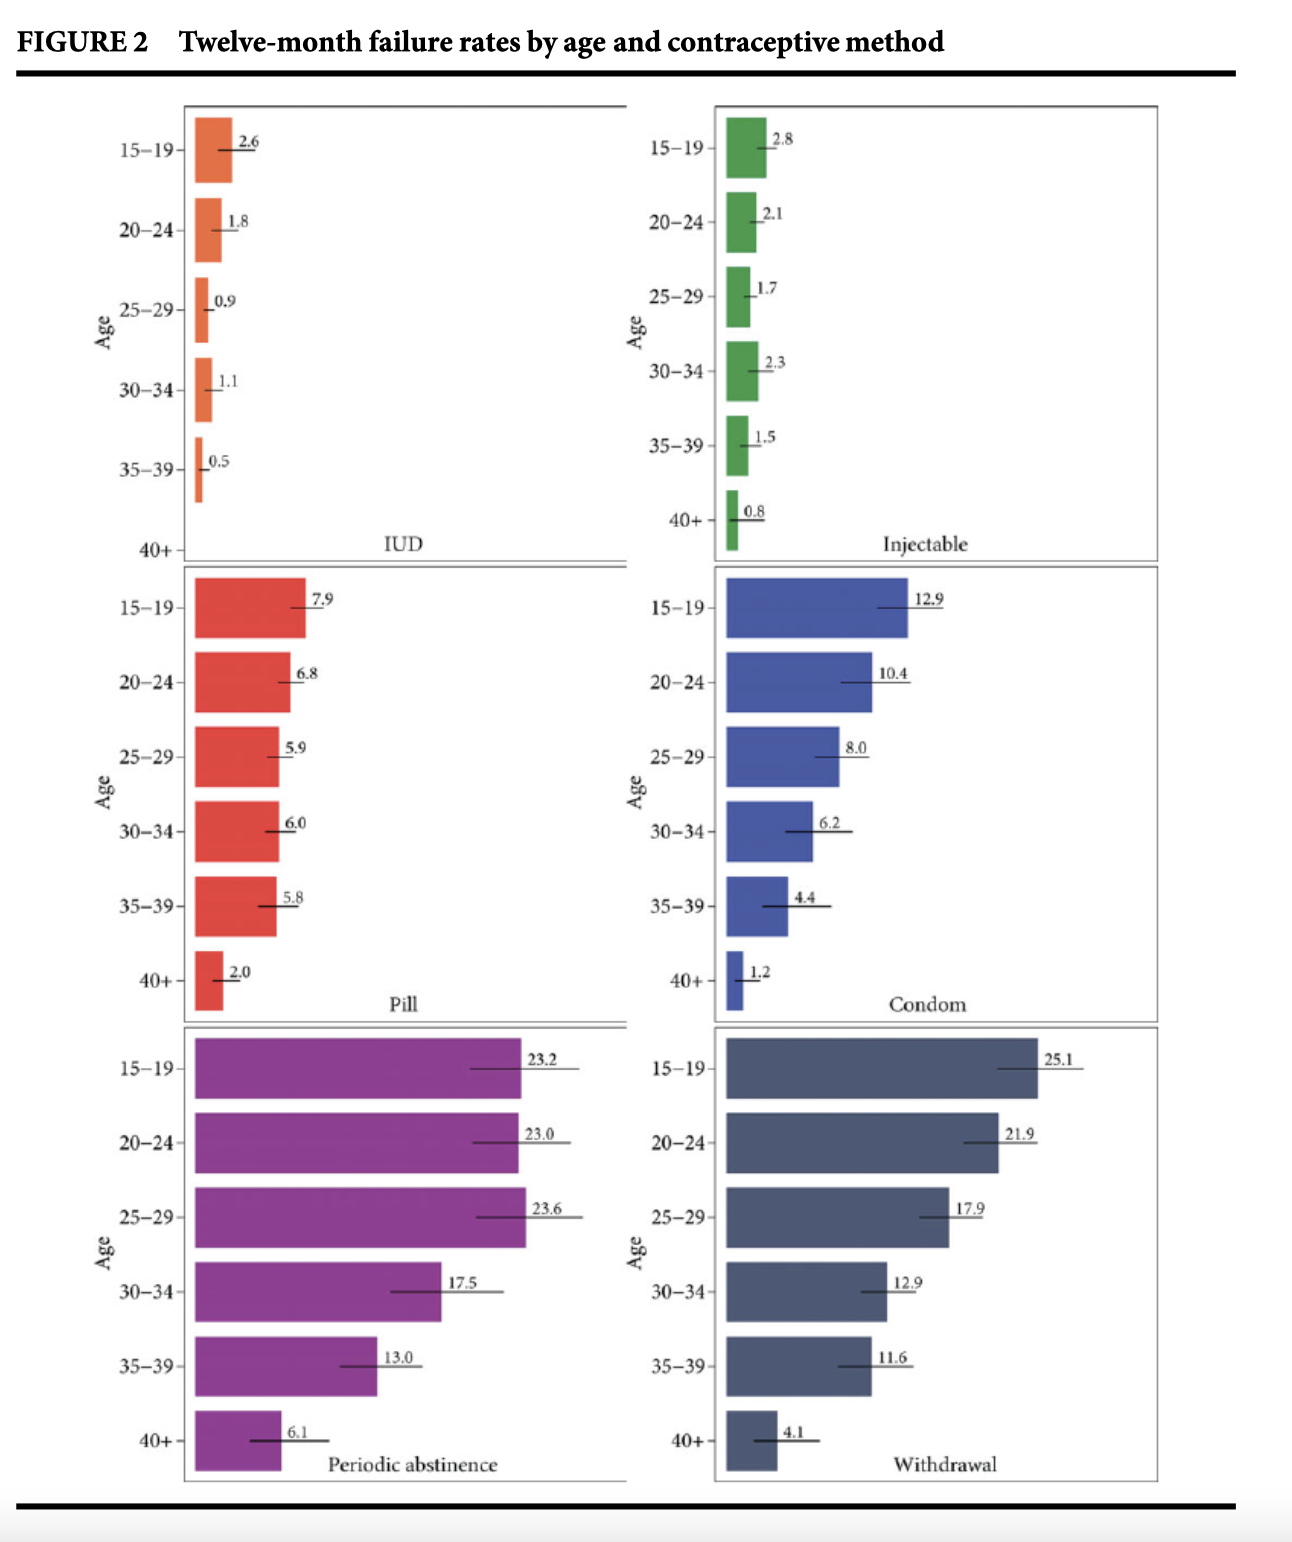 FIGURE 2 Twelve-month failure rates by age and contraceptive method
Age
15–19 2.6
20–24 1.8
25–29 0.9
30–34 1.1
35–39 0.5
40+
IUD
Age
15–19 2.8
20–24 2.1
25–29 1.7
30–34 2.3
35–39 1.5
40+ 0.8
Injectable
Age
15–19 7.9
20–24 6.8
25–29 5.9
30–34 6.0
35–39 5.8
40+ 2.0
Pill
Age
15–19 12.9
20–24 10.4
25–29 8.0
30–34 6.2
35–39 4.4
40+ 1.2
Condom
Age
15–19 23.2
20–24 23.0
25–29 23.6
30–34 17.5
35–39 13.0
40+ 6.1
Periodic abstinence
Age
15–19 25.1
20–24 21.9
25–29 17.9
30–34 12.9
35–39 11.6
40+ 4.1
Withdrawal